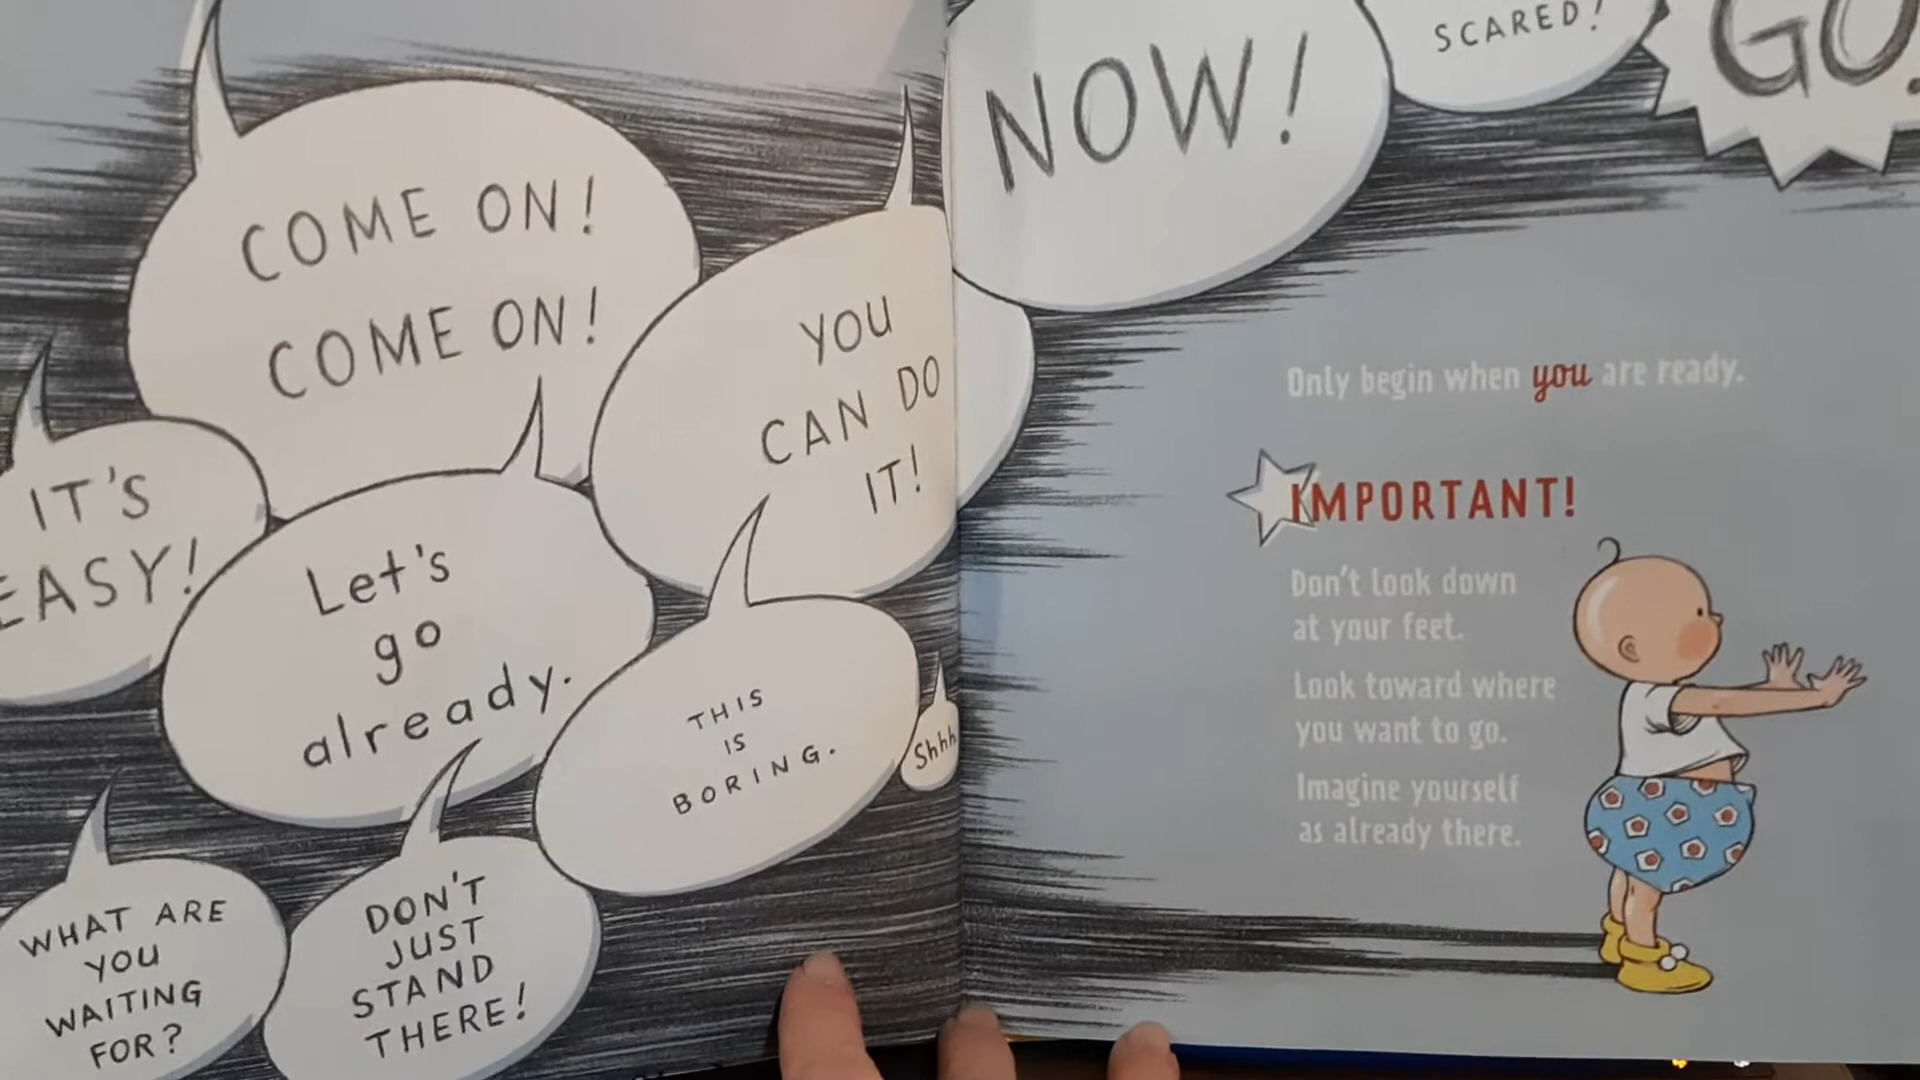 COME ON!
COME ON!
YOU
CAN DO
IT!
IT'S
EASY!
Let's
go
already.
THIS
IS
BORING.
Shhh
WHAT ARE
YOU
WAITING
FOR?
DON'T
JUST
STAND
THERE!
NOW!
SCARED!
GO
Only begin when you are ready.
IMPORTANT!
Don't look down
at your feet.
Look toward where
you want to go.
Imagine yourself
as already there.